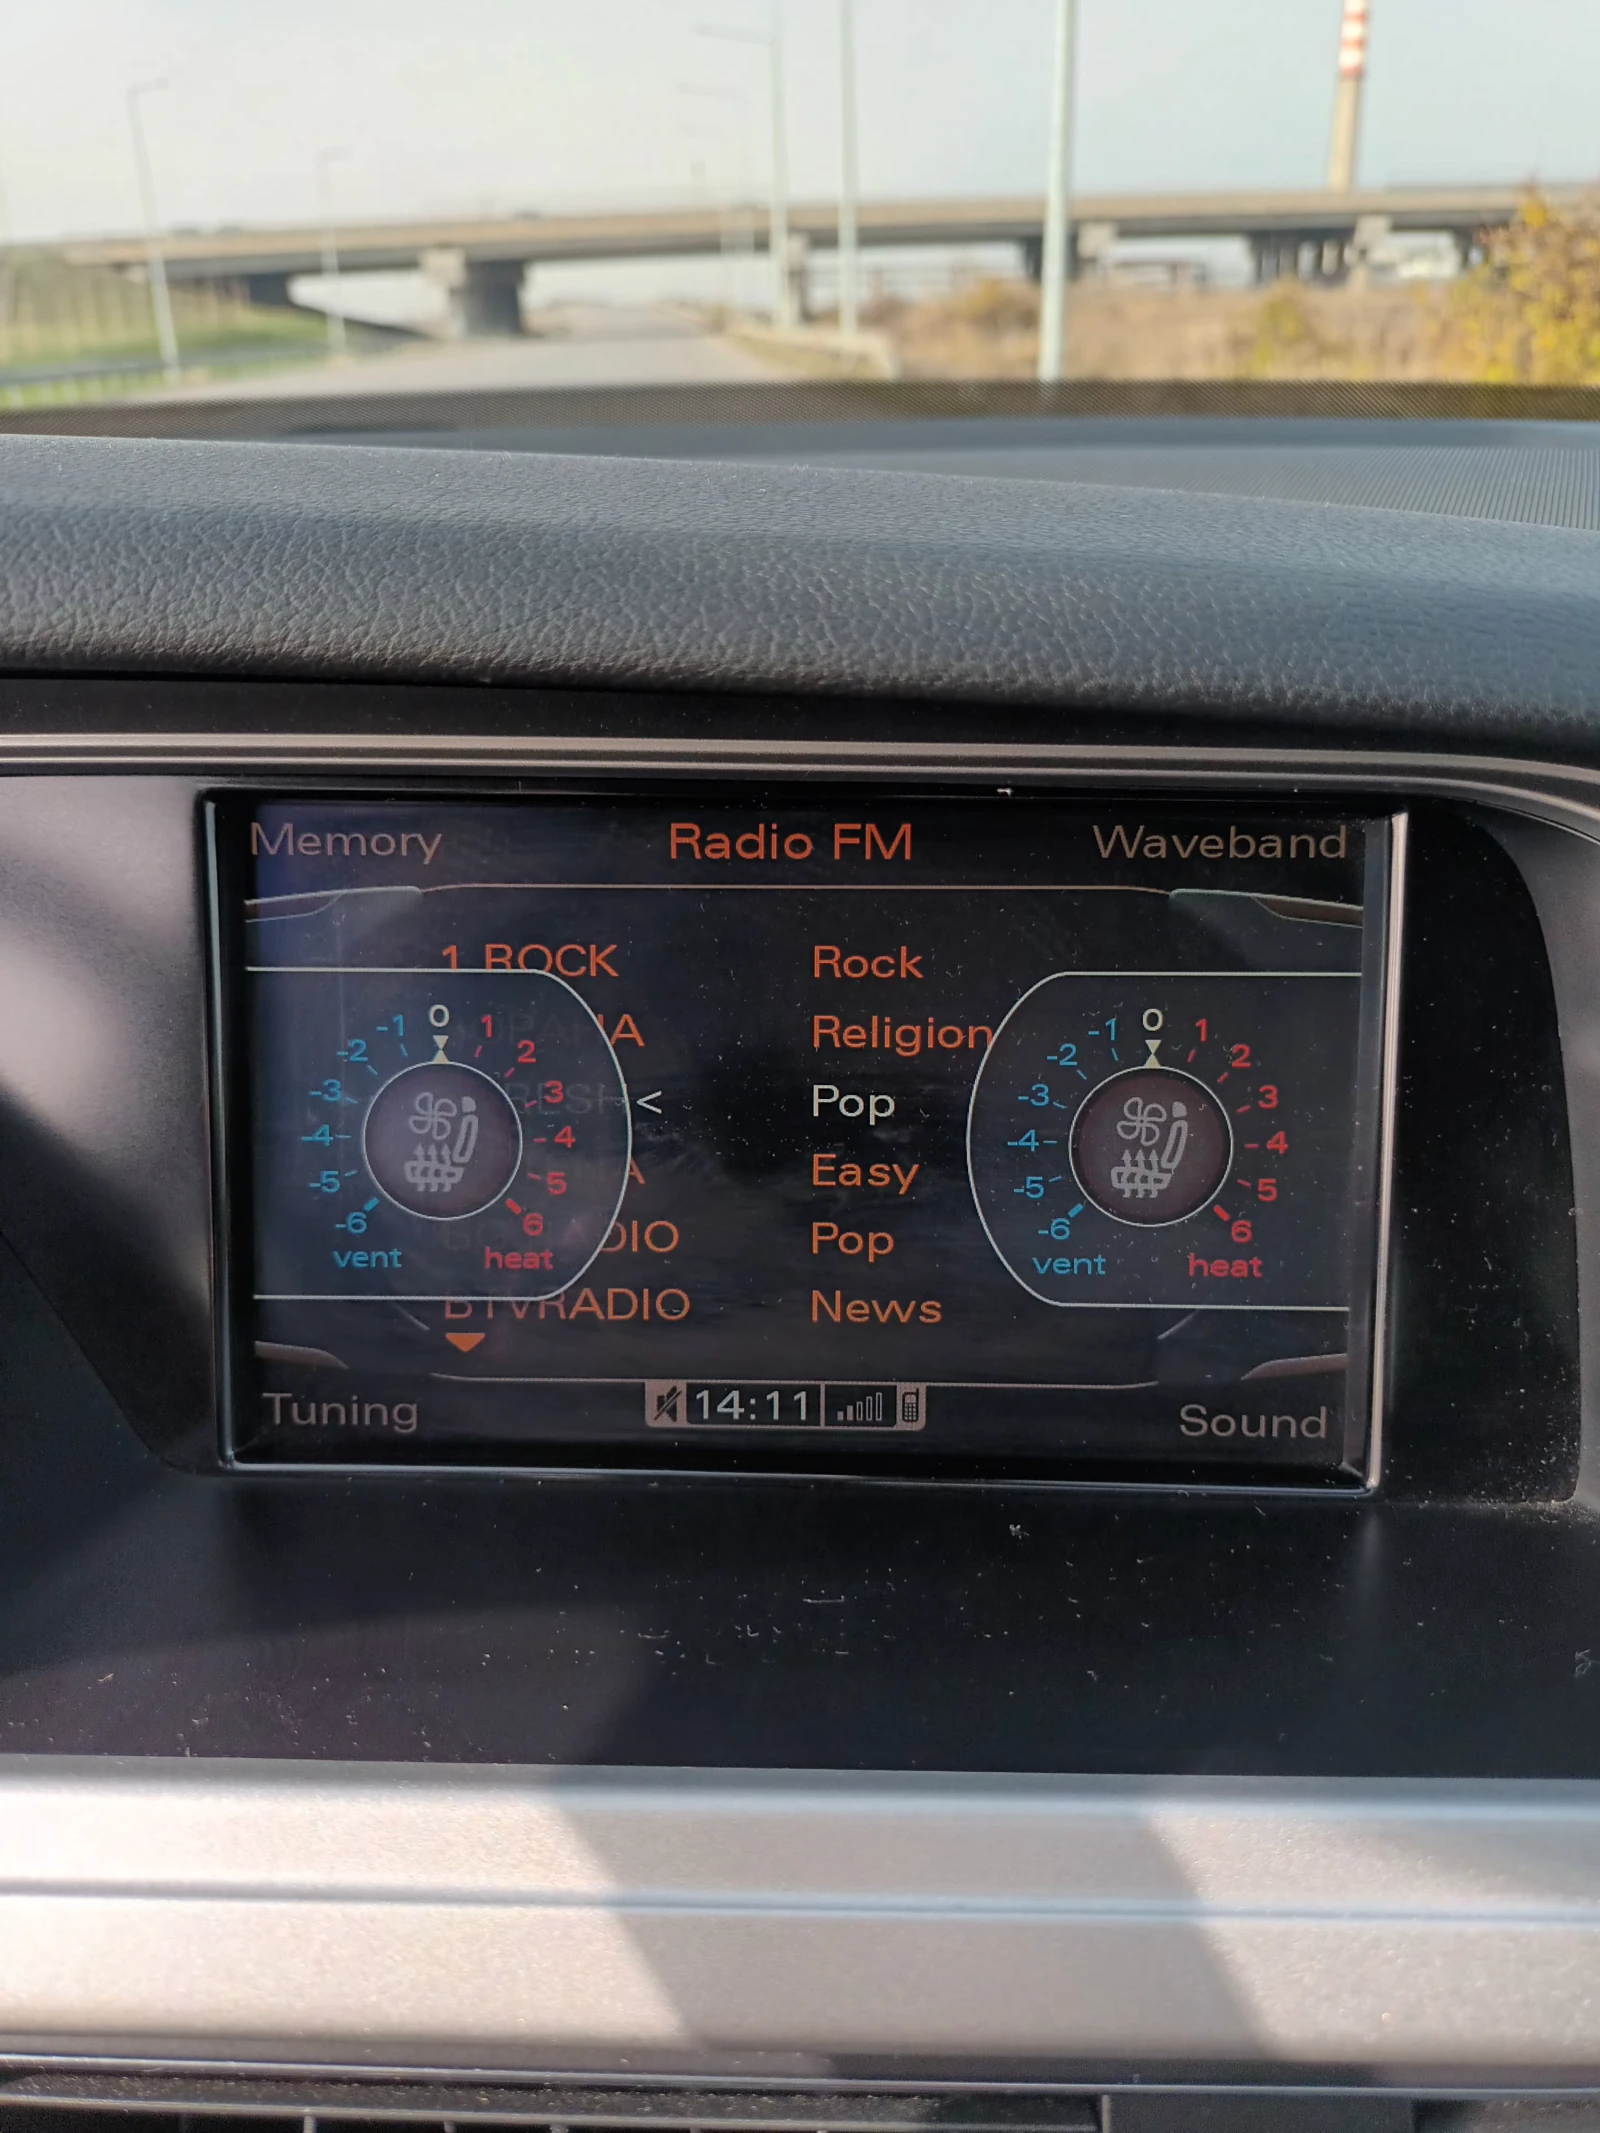 Memory Radio FM Waveband
1 ROCK Rock
Religion
< Pop
Easy
Pop
BTVRADIO News
-6 -5 -4 -3 -2 -1 0 1 2 3 4 5 6
vent heat
-6 -5 -4 -3 -2 -1 0 1 2 3 4 5 6
vent heat
14:11
Tuning Sound